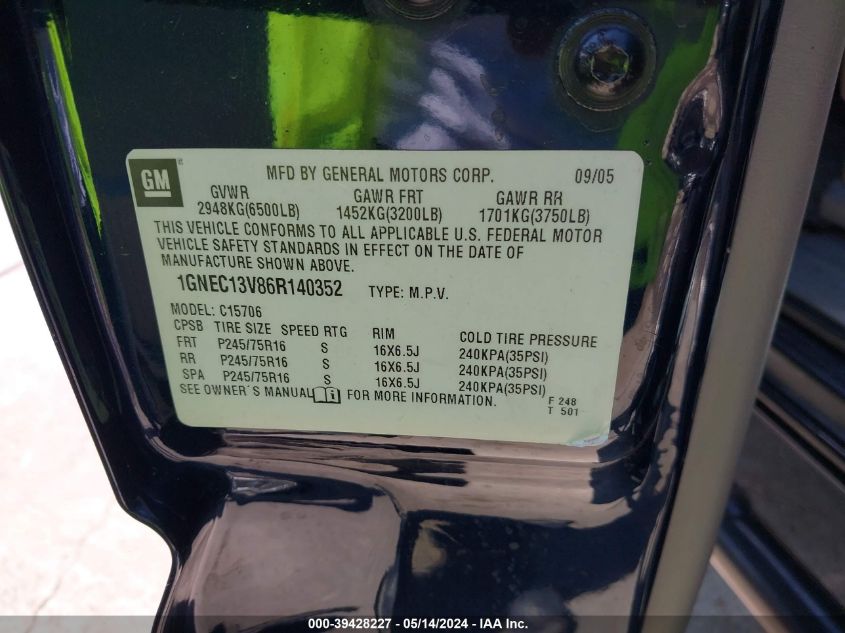 GM
MFD BY GENERAL MOTORS CORP. 09/05
GVWR GAWR FRT GAWR RR
2948KG(6500LB) 1452KG(3200LB) 1701KG(3750LB)
THIS VEHICLE CONFORMS TO ALL APPLICABLE U.S. FEDERAL MOTOR
VEHICLE SAFETY STANDARDS IN EFFECT ON THE DATE OF
MANUFACTURE SHOWN ABOVE.
1GNEC13V86R140352 TYPE: M.P.V.
MODEL: C15706
CPSB TIRE SIZE SPEED RTG RIM COLD TIRE PRESSURE
FRT P245/75R16 S 16X6.5J 240KPA(35PSI)
RR P245/75R16 S 16X6.5J 240KPA(35PSI)
SPA P245/75R16 S 16X6.5J 240KPA(35PSI)
SEE OWNER'S MANUAL FOR MORE INFORMATION. F 248
T 501
000-39428227 - 05/14/2024 - IAA Inc.